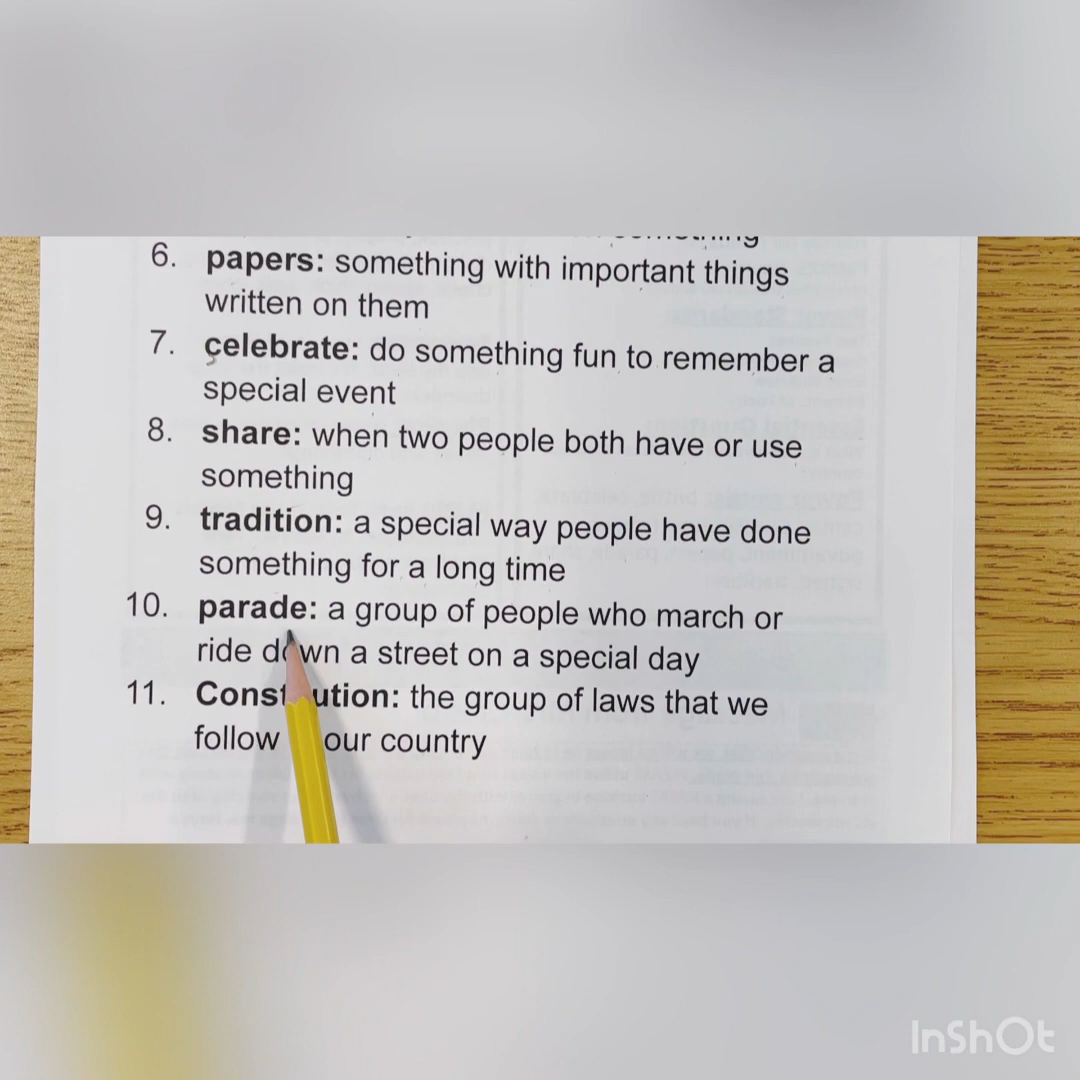 6. papers: something with important things
written on them
7. celebrate: do something fun to remember a
special event
8. share: when two people both have or use
something
9. tradition: a special way people have done
something for a long time
10. parade: a group of people who march or
ride down a street on a special day
11. Constitution: the group of laws that we
follow our country
InShOt